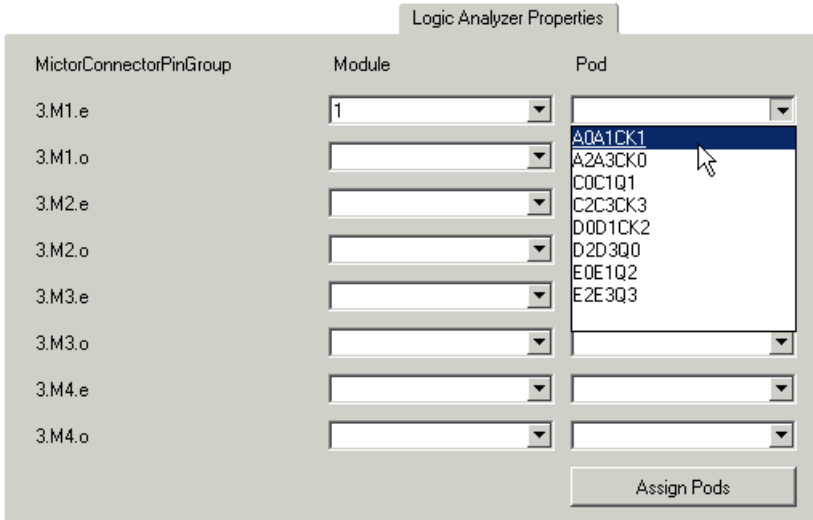 Logic Analyzer Properties
MictorConnectorPinGroup Module Pod
3.M1.e 1
A0A1CK1
3.M1.o A2A3CK0
C0C1Q1
3.M2.e C2C3CK3
D0D1CK2
3.M2.o D2D3Q0
E0E1Q2
3.M3.e E2E3Q3
3.M3.o
3.M4.e
3.M4.o
Assign Pods